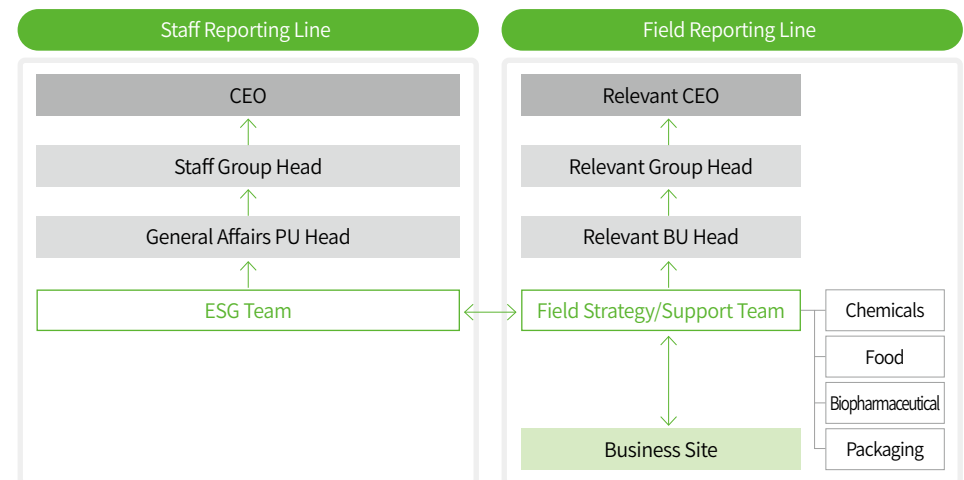 Staff Reporting Line
CEO
Staff Group Head
General Affairs PU Head
ESG Team
Field Reporting Line
Relevant CEO
Relevant Group Head
Relevant BU Head
Field Strategy/Support Team
Business Site
Chemicals
Food
Biopharmaceutical
Packaging